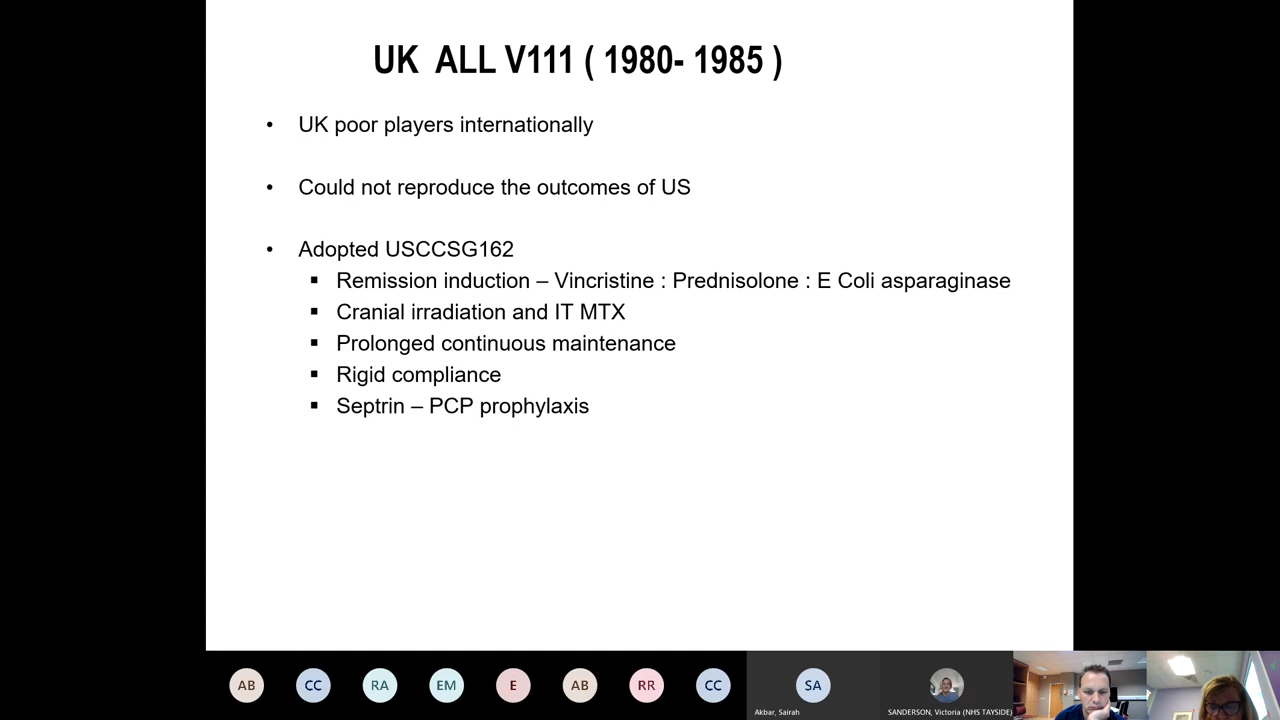 UK ALL V111 ( 1980- 1985 )
• UK poor players internationally
• Could not reproduce the outcomes of US
• Adopted USCCSG162
▪ Remission induction – Vincristine : Prednisolone : E Coli asparaginase
▪ Cranial irradiation and IT MTX
▪ Prolonged continuous maintenance
▪ Rigid compliance
▪ Septrin – PCP prophylaxis
AB CC RA EM E AB RR CC SA
Akbar, Sairah SANDERSON, Victoria (NHS TAYSIDE)